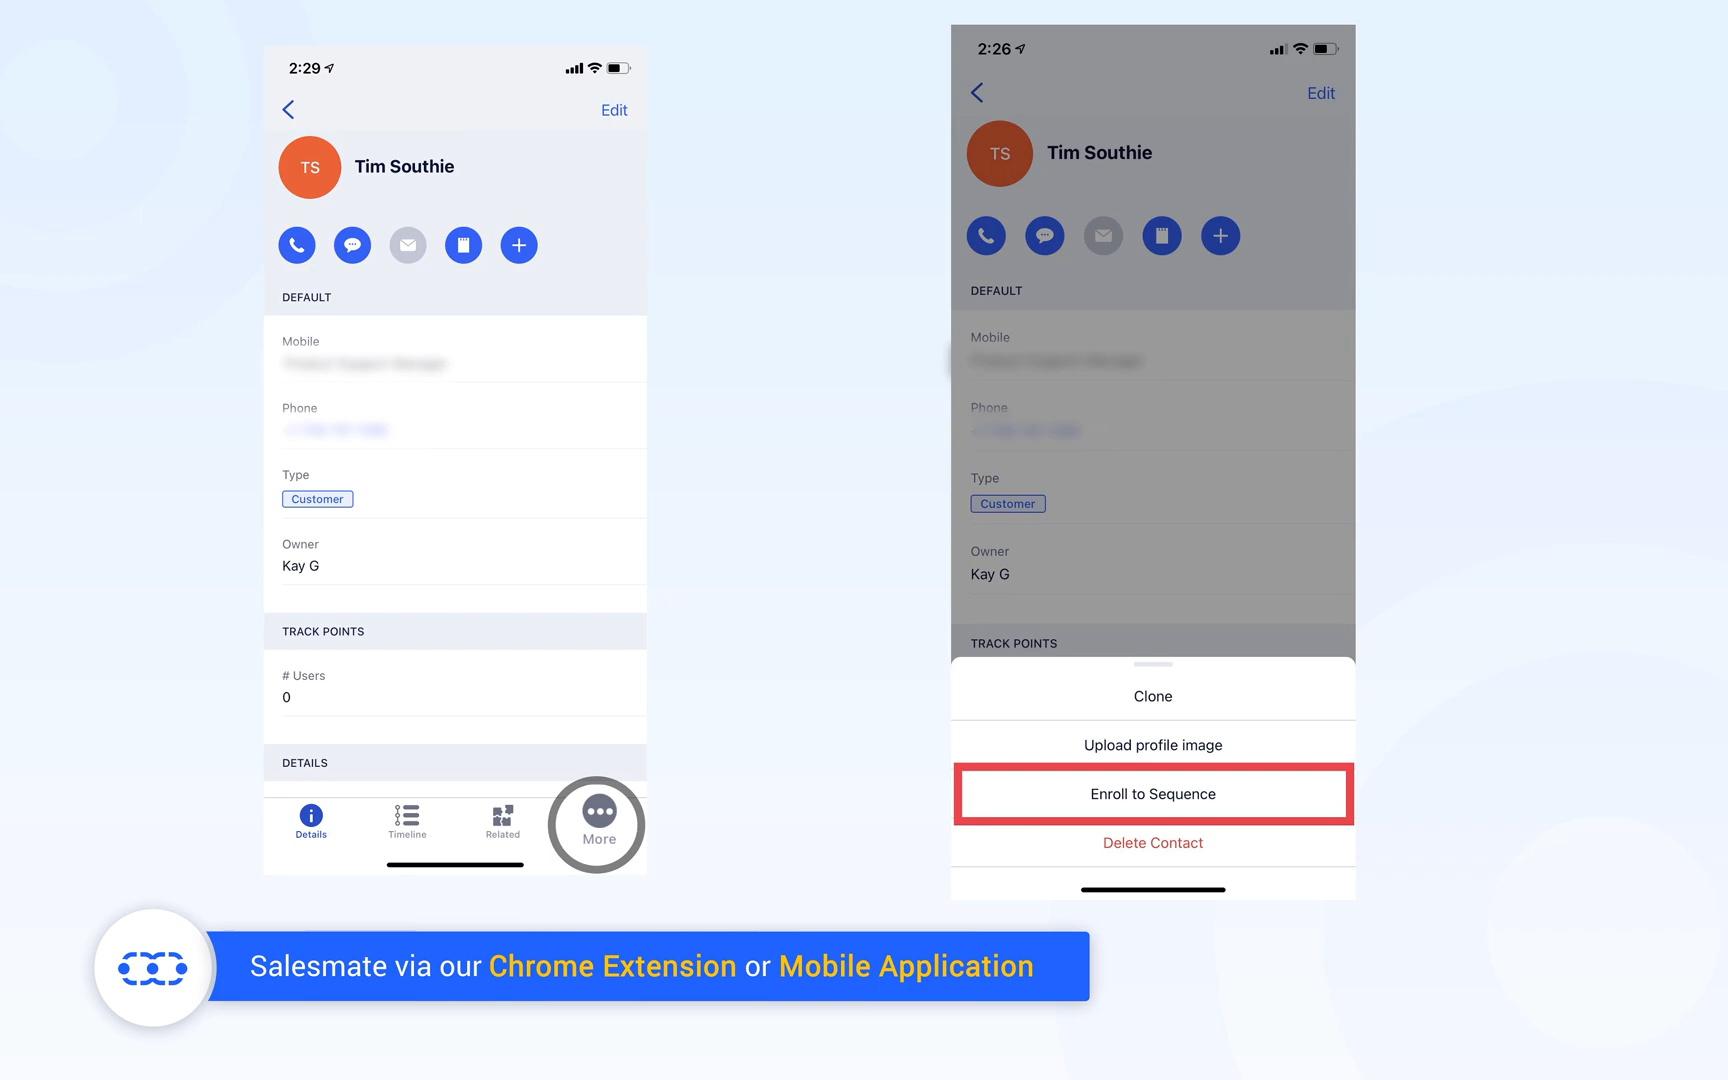 2:29
Edit
TS
Tim Southie
DEFAULT
Mobile
Phone
Type
Customer
Owner
Kay G
TRACK POINTS
# Users
0
DETAILS
Details
Timeline
Related
More
2:26
Edit
TS
Tim Southie
DEFAULT
Mobile
Phone
Type
Customer
Owner
Kay G
TRACK POINTS
Clone
Upload profile image
Enroll to Sequence
Delete Contact
Salesmate via our Chrome Extension or Mobile Application